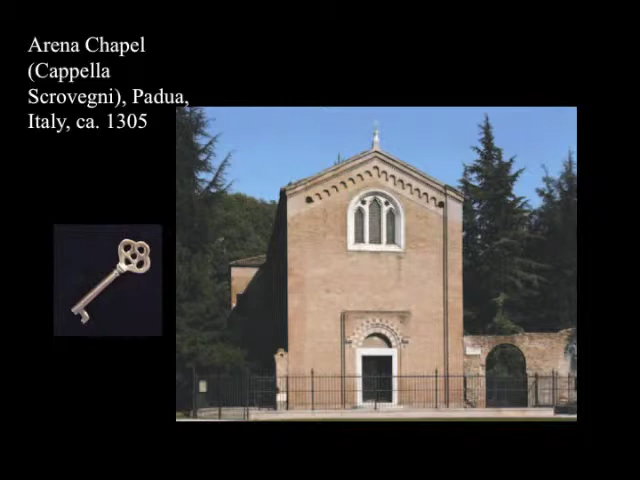 Arena Chapel
(Cappella
Scrovegni), Padua,
Italy, ca. 1305